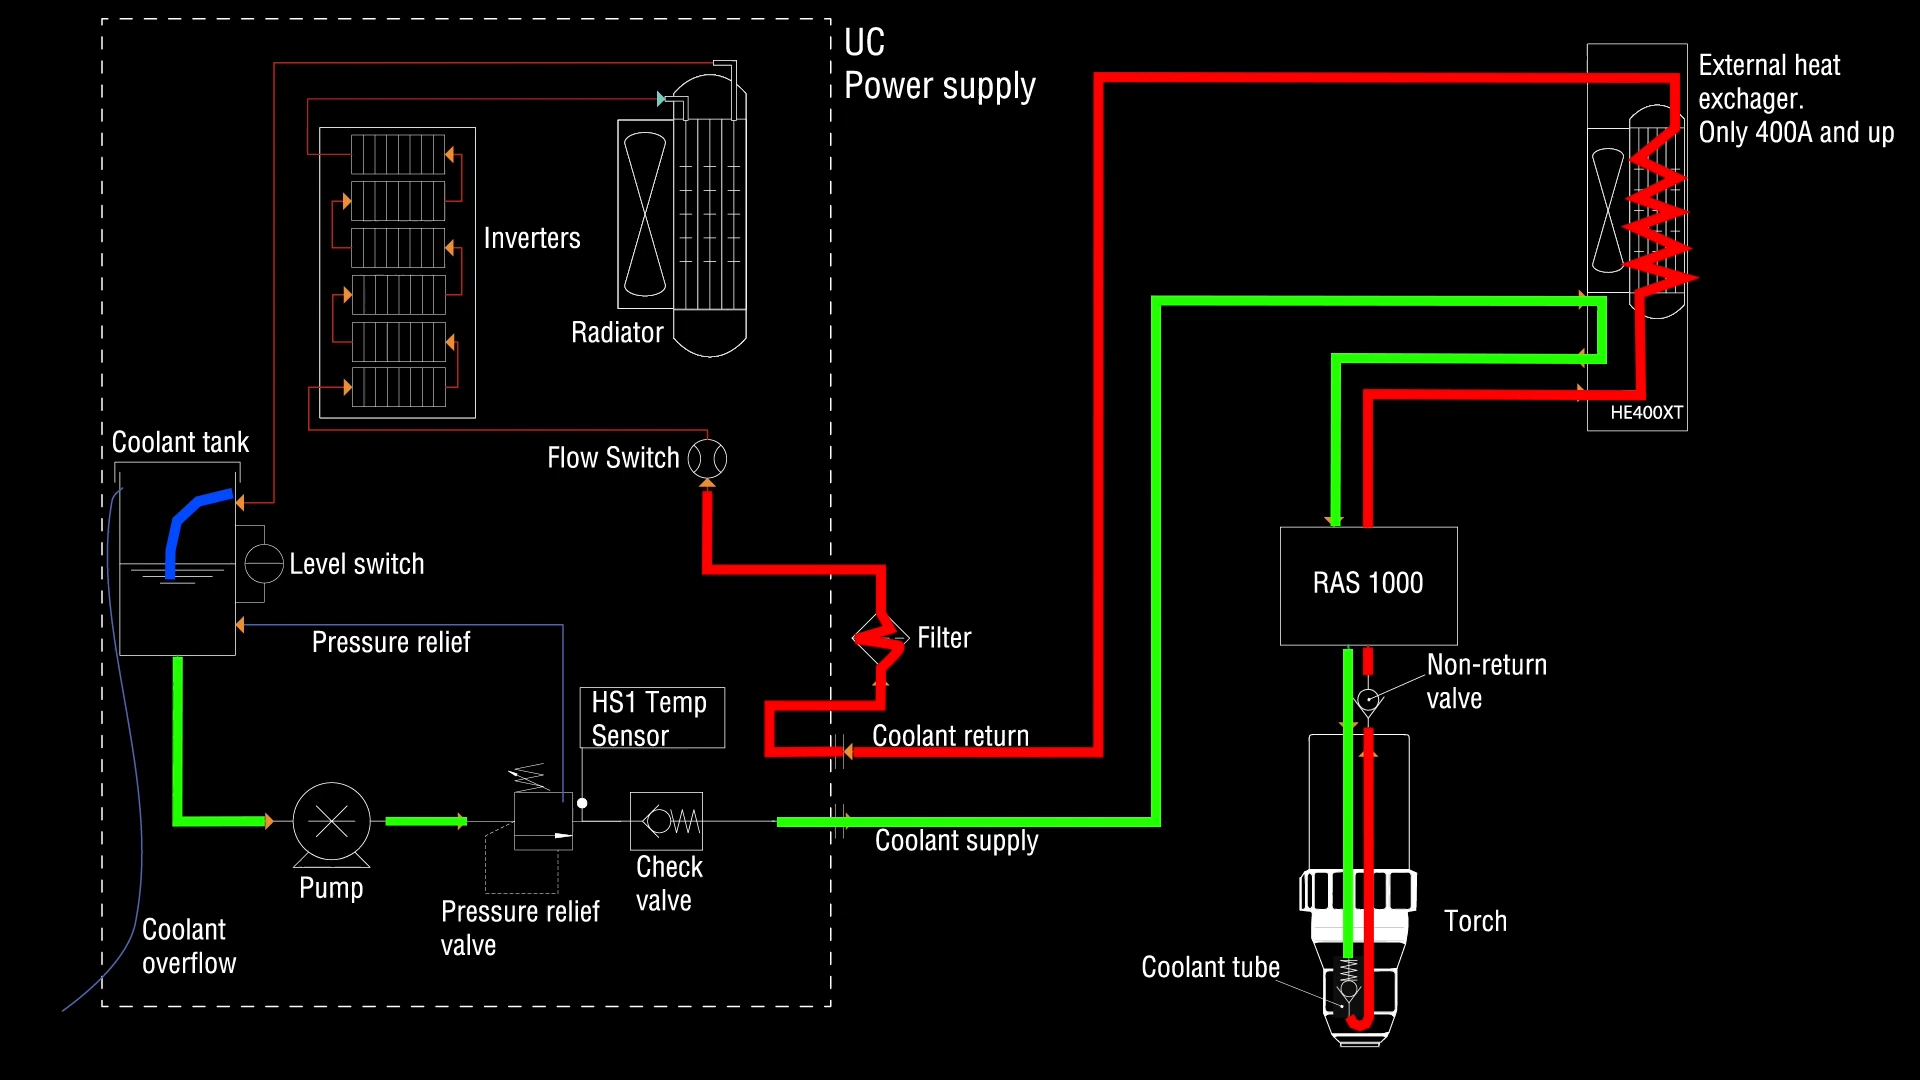 UC
Power supply
External heat
exchager.
Only 400A and up
Inverters
Radiator
HE400XT
Coolant tank
Flow Switch
Level switch
RAS 1000
Pressure relief
Filter
Non-return
valve
HS1 Temp
Sensor
Coolant return
Coolant supply
Check
valve
Pump
Pressure relief
valve
Torch
Coolant
overflow
Coolant tube